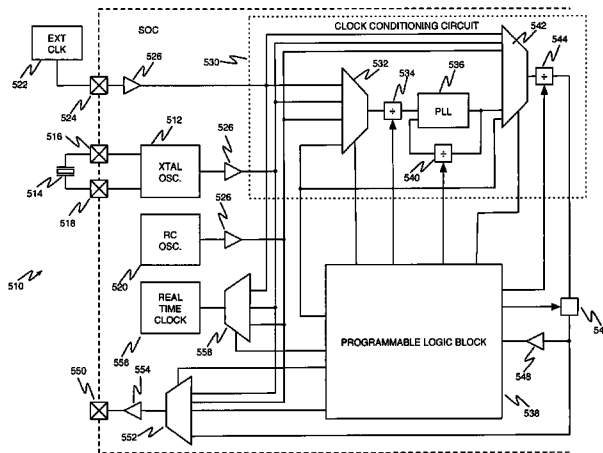 EXT
CLK
522
524
526
SOC
CLOCK CONDITIONING CIRCUIT
530
532
534
536
PLL
÷
÷
540
542
÷
544
516
512
XTAL
OSC.
526
514
518
RC
OSC.
526
520
510
REAL
TIME
CLOCK
556
558
PROGRAMMABLE LOGIC BLOCK
548
538
550
554
552